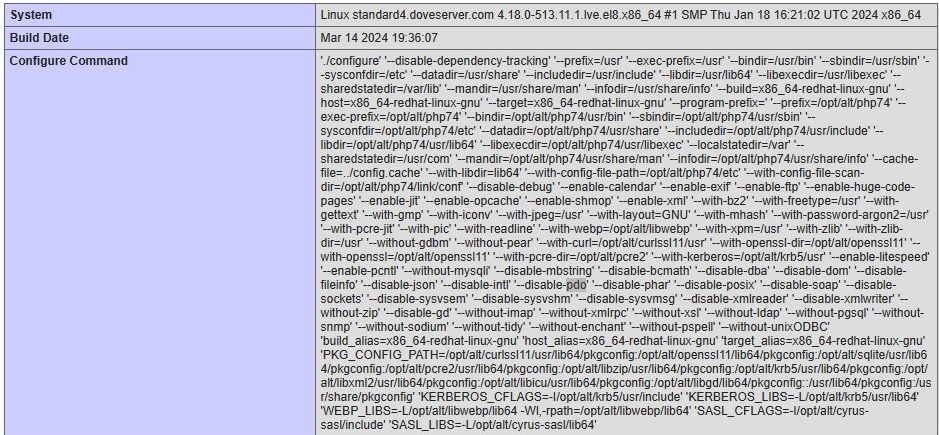 System Linux standard4.doveserver.com 4.18.0-513.11.1.lve.el8.x86_64 #1 SMP Thu Jan 18 16:21:02 UTC 2024 x86_64
Build Date Mar 14 2024 19:36:07
Configure Command './configure' '--disable-dependency-tracking' '--prefix=/usr' '--exec-prefix=/usr' '--bindir=/usr/bin' '--sbindir=/usr/sbin' '-
-sysconfdir=/etc' '--datadir=/usr/share' '--includedir=/usr/include' '--libdir=/usr/lib64' '--libexecdir=/usr/libexec' '--
sharedstatedir=/var/lib' '--mandir=/usr/share/man' '--infodir=/usr/share/info' '--build=x86_64-redhat-linux-gnu' '--
host=x86_64-redhat-linux-gnu' '--target=x86_64-redhat-linux-gnu' '--program-prefix=' '--prefix=/opt/alt/php74' '--
exec-prefix=/opt/alt/php74' '--bindir=/opt/alt/php74/usr/bin' '--sbindir=/opt/alt/php74/usr/sbin' '--
sysconfdir=/opt/alt/php74/etc' '--datadir=/opt/alt/php74/usr/share' '--includedir=/opt/alt/php74/usr/include' '--
libdir=/opt/alt/php74/usr/lib64' '--libexecdir=/opt/alt/php74/usr/libexec' '--localstatedir=/var' '--
sharedstatedir=/usr/com' '--mandir=/opt/alt/php74/usr/share/man' '--infodir=/opt/alt/php74/usr/share/info' '--cache-
file=../config.cache' '--with-libdir=lib64' '--with-config-file-path=/opt/alt/php74/etc' '--with-config-file-scan-
dir=/opt/alt/php74/link/conf' '--disable-debug' '--enable-calendar' '--enable-exif' '--enable-ftp' '--enable-huge-code-
pages' '--enable-jit' '--enable-opcache' '--enable-shmop' '--enable-xml' '--with-bz2' '--with-freetype=/usr' '--with-
gettext' '--with-gmp' '--with-iconv' '--with-jpeg=/usr' '--with-layout=GNU' '--with-mhash' '--with-password-argon2=/usr'
'--with-pcre-jit' '--with-pic' '--with-readline' '--with-webp=/opt/alt/libwebp' '--with-xpm=/usr' '--with-zlib' '--with-zlib-
dir=/usr' '--without-gdbm' '--without-pear' '--with-curl=/opt/alt/curlssl11/usr' '--with-openssl-dir=/opt/alt/openssl11' '--
with-openssl=/opt/alt/openssl11' '--with-pcre-dir=/opt/alt/pcre2' '--with-kerberos=/opt/alt/krb5/usr' '--enable-litespeed'
'--enable-pcntl' '--without-mysqli' '--disable-mbstring' '--disable-bcmath' '--disable-dba' '--disable-dom' '--disable-
fileinfo' '--disable-json' '--disable-intl' '--disable-pdo' '--disable-phar' '--disable-posix' '--disable-soap' '--disable-
sockets' '--disable-sysvsem' '--disable-sysvshm' '--disable-sysvmsg' '--disable-xmlreader' '--disable-xmlwriter' '--
without-zip' '--disable-gd' '--without-imap' '--without-xmlrpc' '--without-xsl' '--without-ldap' '--without-pgsql' '--without-
snmp' '--without-sodium' '--without-tidy' '--without-enchant' '--without-pspell' '--without-unixODBC'
'build_alias=x86_64-redhat-linux-gnu' 'host_alias=x86_64-redhat-linux-gnu' 'target_alias=x86_64-redhat-linux-gnu'
'PKG_CONFIG_PATH=/opt/alt/curlssl11/usr/lib64/pkgconfig:/opt/alt/openssl11/lib64/pkgconfig:/opt/alt/sqlite/usr/lib6
4/pkgconfig:/opt/alt/pcre2/usr/lib64/pkgconfig:/opt/alt/libzip/usr/lib64/pkgconfig:/opt/alt/krb5/usr/lib64/pkgconfig:/opt/
alt/libxml2/usr/lib64/pkgconfig:/opt/alt/libicu/usr/lib64/pkgconfig:/opt/alt/libgd/lib64/pkgconfig::/usr/lib64/pkgconfig:/us
r/share/pkgconfig' 'KERBEROS_CFLAGS=-I/opt/alt/krb5/usr/include' 'KERBEROS_LIBS=-L/opt/alt/krb5/usr/lib64'
'WEBP_LIBS=-L/opt/alt/libwebp/lib64 -Wl,-rpath=/opt/alt/libwebp/lib64' 'SASL_CFLAGS=-I/opt/alt/cyrus-
sasl/include' 'SASL_LIBS=-L/opt/alt/cyrus-sasl/lib64'